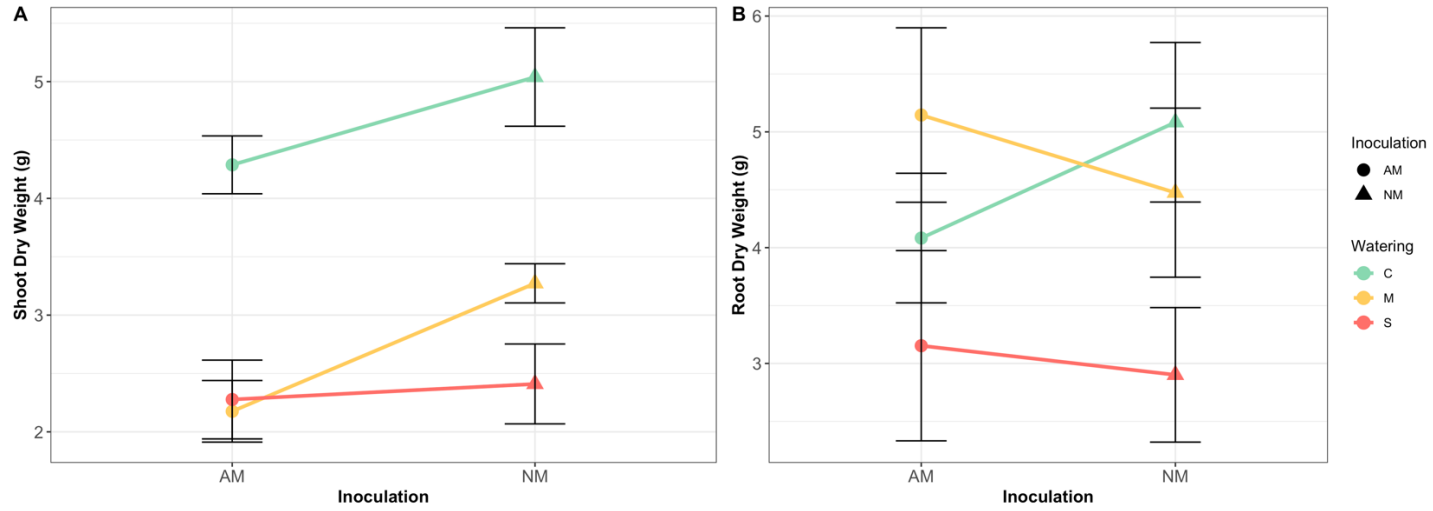 A
Shoot Dry Weight (g)
5
4
3
2
AM
NM
Inoculation
B
Root Dry Weight (g)
6
5
4
3
AM
NM
Inoculation
Inoculation
AM
NM
Watering
C
M
S